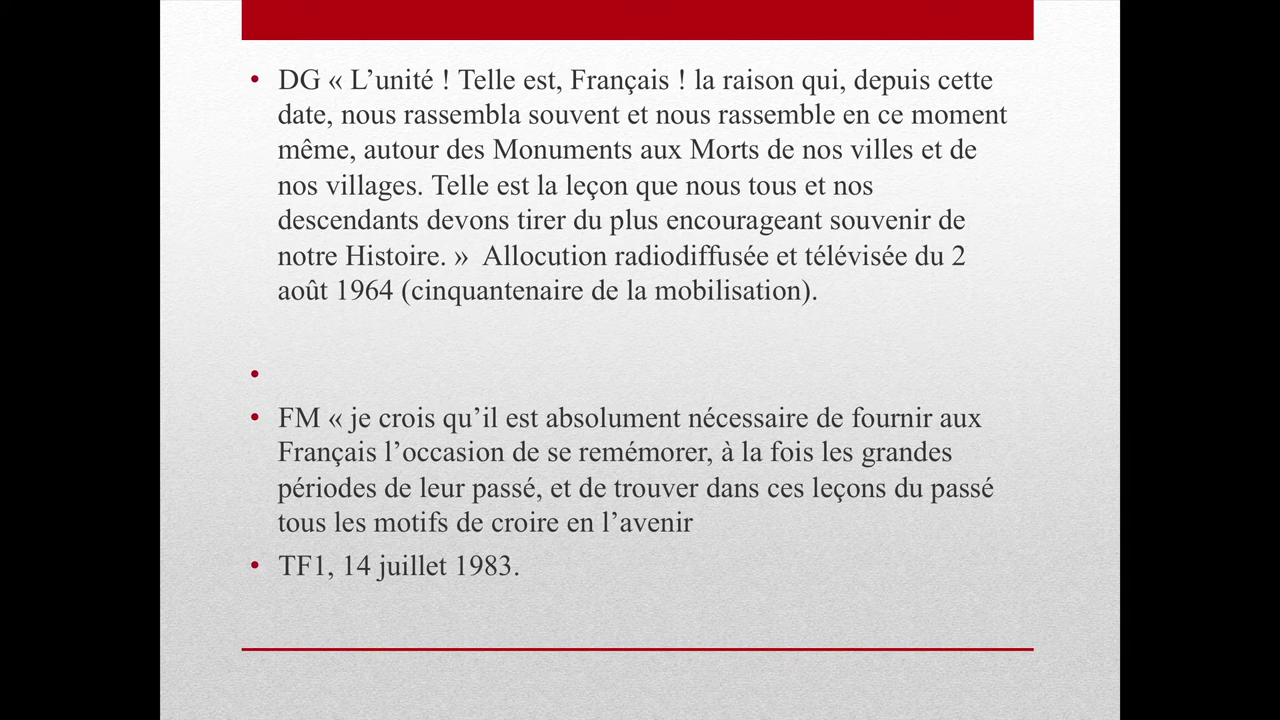 • DG « L’unité ! Telle est, Français ! la raison qui, depuis cette
date, nous rassembla souvent et nous rassemble en ce moment
même, autour des Monuments aux Morts de nos villes et de
nos villages. Telle est la leçon que nous tous et nos
descendants devons tirer du plus encourageant souvenir de
notre Histoire. »  Allocution radiodiffusée et télévisée du 2
août 1964 (cinquantenaire de la mobilisation).
•
• FM « je crois qu’il est absolument nécessaire de fournir aux
Français l’occasion de se remémorer, à la fois les grandes
périodes de leur passé, et de trouver dans ces leçons du passé
tous les motifs de croire en l’avenir
• TF1, 14 juillet 1983.